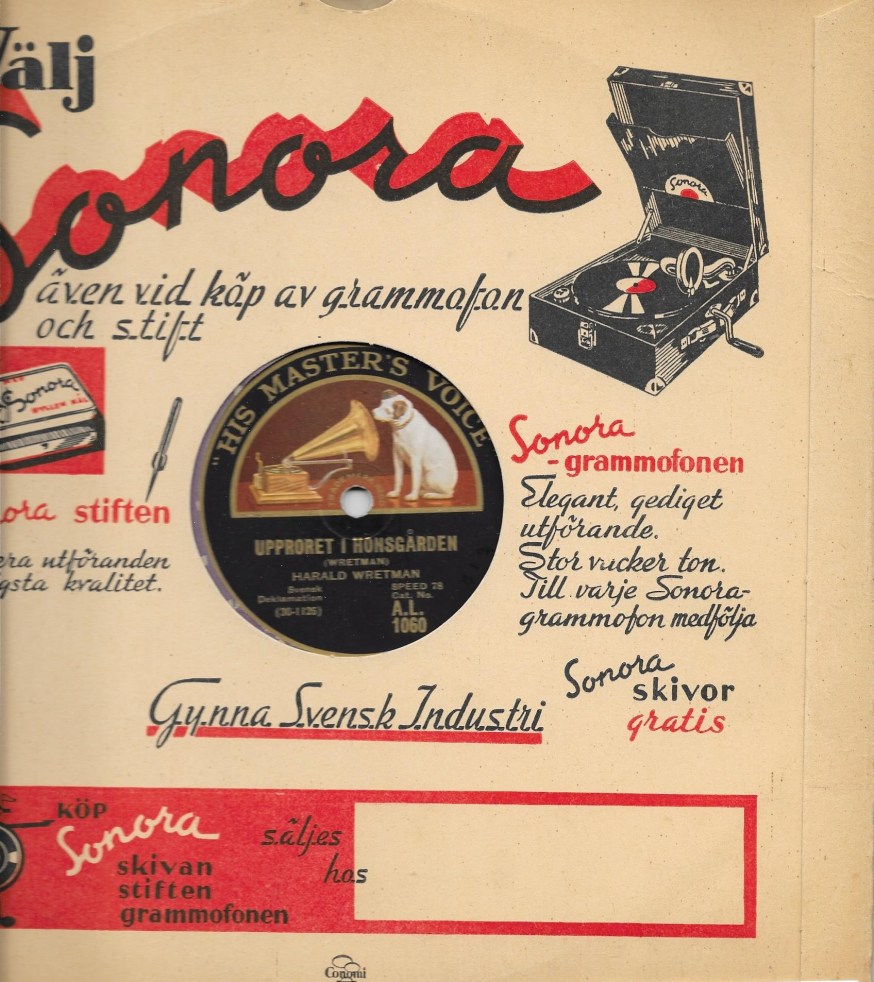 Välj
Sonora
även vid köp av grammofon
och stift
Sonora
Sonora
"HIS MASTER'S VOICE
UPPRORET I HÖNSGÅRDEN
(WRETMAN)
HARALD WRETMAN
Svensk
Deklamation
(30-1126)
SPEED 78
Cat. No.
A.L.
1060
Sonora
-grammofonen
Elegant, gediget
utförande.
Stor vacker ton.
Till varje Sonora-
grammofon medfölja
Sonora
skivor
gratis
ora stiften
era utföranden
gsta kvalitet.
Gynna Svensk Industri
KÖP
Sonora
skivan
stiften
grammofonen
säljes
hos
Conomi